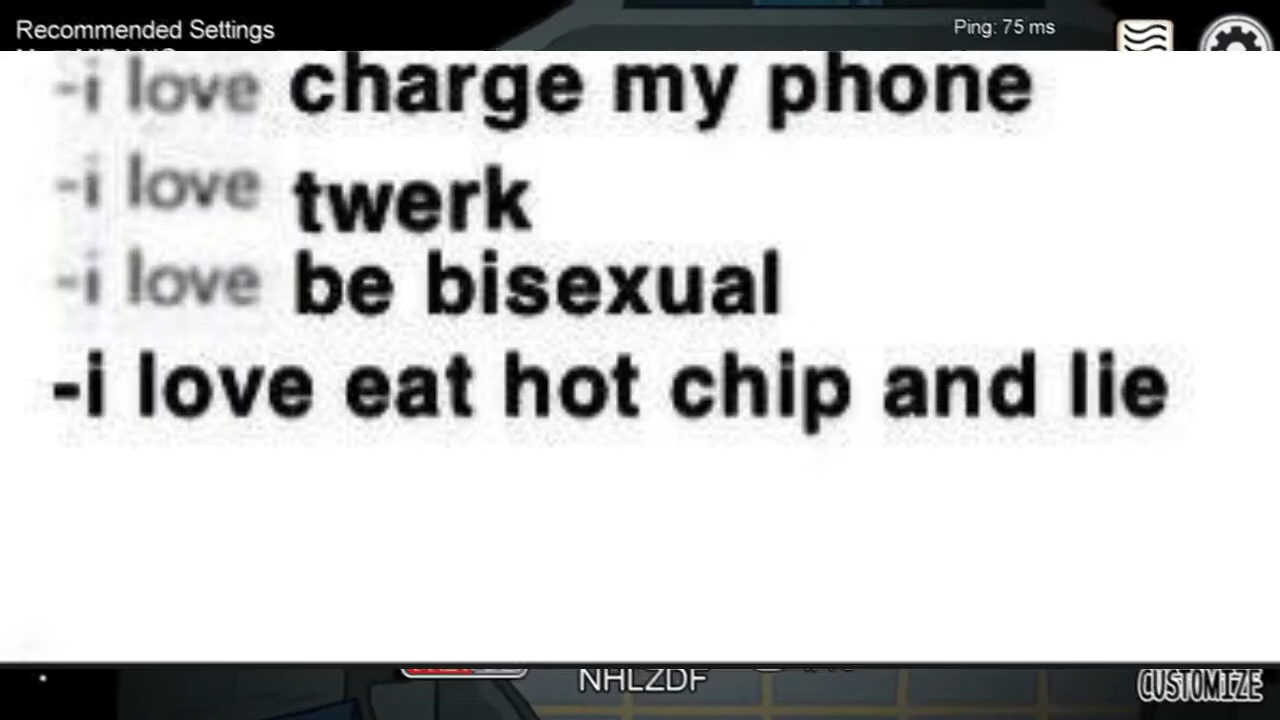 Recommended Settings
Ping: 75 ms
-i love charge my phone
-i love twerk
-i love be bisexual
-i love eat hot chip and lie
NHLZDF
CUSTOMIZE